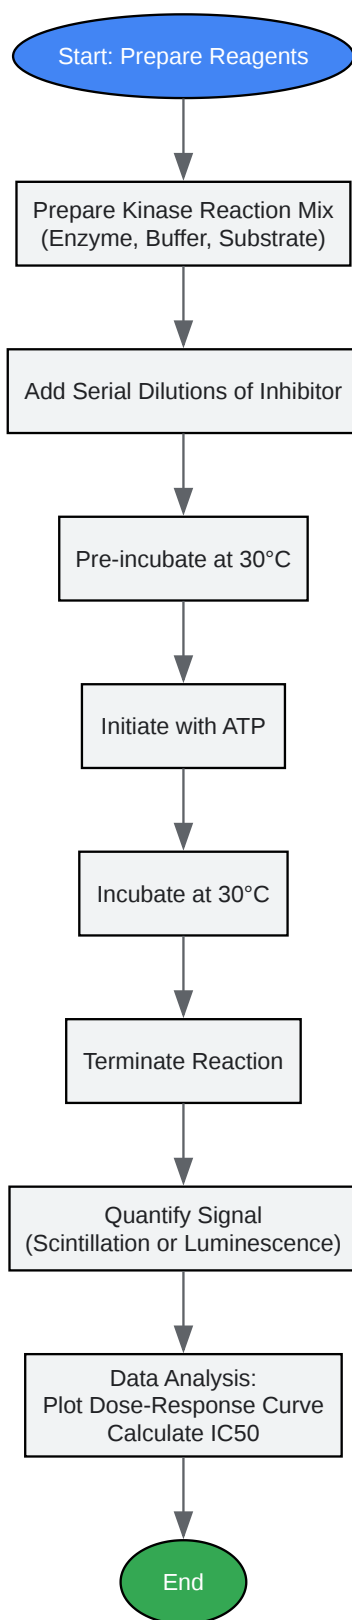 Start: Prepare Reagents
Prepare Kinase Reaction Mix
(Enzyme, Buffer, Substrate)
Add Serial Dilutions of Inhibitor
Pre-incubate at 30°C
Initiate with ATP
Incubate at 30°C
Terminate Reaction
Quantify Signal
(Scintillation or Luminescence)
Data Analysis:
Plot Dose-Response Curve
Calculate IC50
End